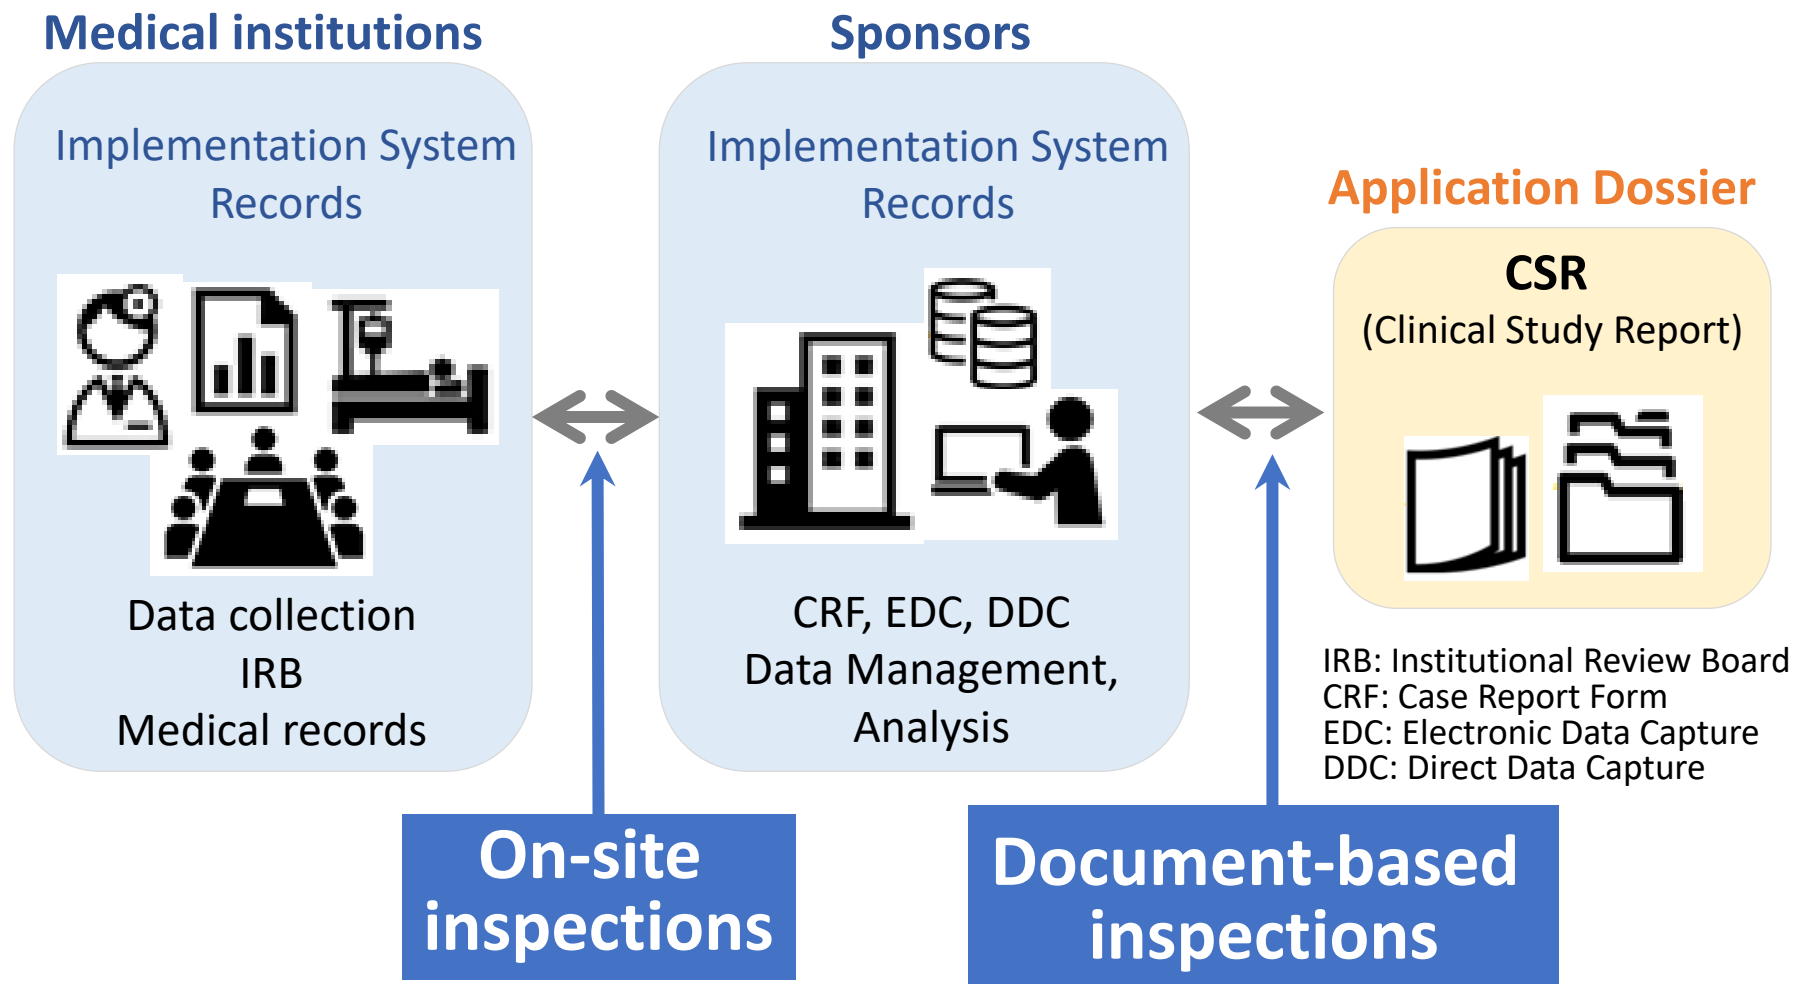 Medical institutions
Implementation System
Records
Data collection
IRB
Medical records
Sponsors
Implementation System
Records
CRF, EDC, DDC
Data Management,
Analysis
Application Dossier
CSR
(Clinical Study Report)
IRB: Institutional Review Board
CRF: Case Report Form
EDC: Electronic Data Capture
DDC: Direct Data Capture
On-site
inspections
Document-based
inspections